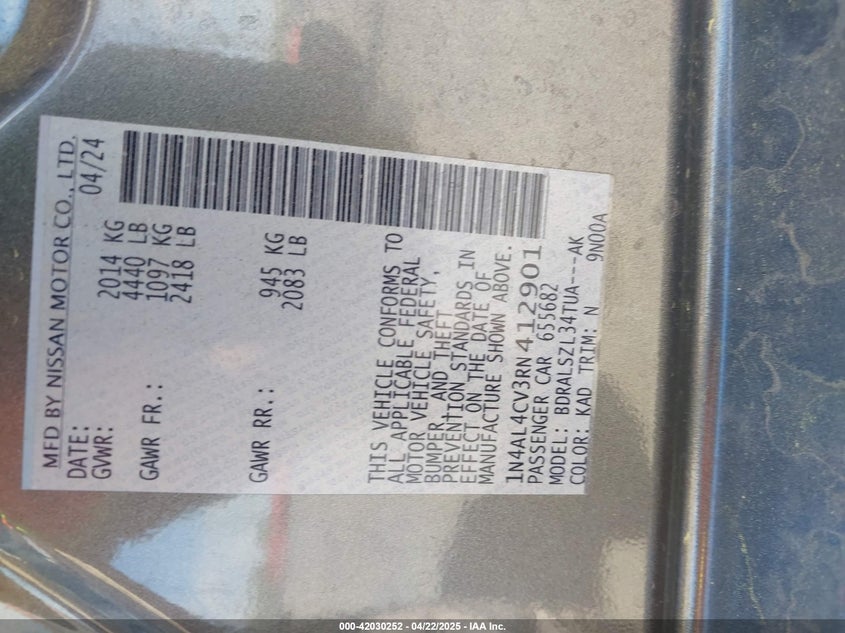 MFD BY NISSAN MOTOR CO., LTD.
DATE: 04/24
GVWR: 2014 KG
4440 LB
GAWR FR.: 1097 KG
2418 LB
GAWR RR.: 945 KG
2083 LB
THIS VEHICLE CONFORMS TO
ALL APPLICABLE FEDERAL
MOTOR VEHICLE SAFETY,
BUMPER, AND THEFT
PREVENTION STANDARDS IN
EFFECT ON THE DATE OF
MANUFACTURE SHOWN ABOVE.
1N4AL4CV3RN412901
PASSENGER CAR 655682
MODEL: BDRALSZL34TUA---AK
COLOR: KAD TRIM: N 9N00A
000-42030252 - 04/22/2025 - IAA Inc.